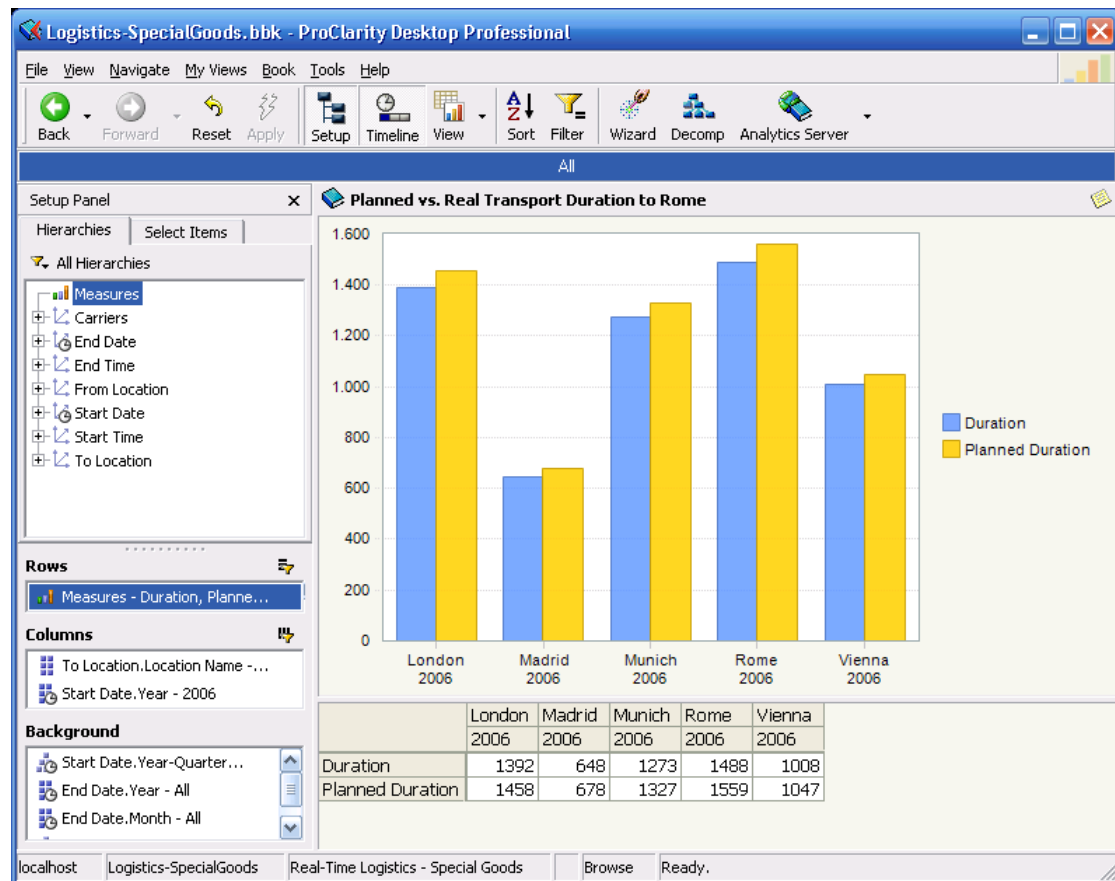 Logistics-SpecialGoods.bbk - ProClarity Desktop Professional
File View Navigate My Views Book Tools Help
Back Forward Reset Apply Setup Timeline View Sort Filter Wizard Decomp Analytics Server
All
Setup Panel
Hierarchies Select Items
All Hierarchies
Measures
Carriers
End Date
End Time
From Location
Start Date
Start Time
To Location
Rows
Measures - Duration, Planne...
Columns
To Location.Location Name -...
Start Date.Year - 2006
Background
Start Date.Year-Quarter...
End Date.Year - All
End Date.Month - All
Planned vs. Real Transport Duration to Rome
1.600
1.400
1.200
1.000
800
600
400
200
0
London Madrid Munich Rome Vienna
2006 2006 2006 2006 2006
Duration
Planned Duration
London Madrid Munich Rome Vienna
2006 2006 2006 2006 2006
Duration 1392 648 1273 1488 1008
Planned Duration 1458 678 1327 1559 1047
localhost Logistics-SpecialGoods Real-Time Logistics - Special Goods Browse Ready.